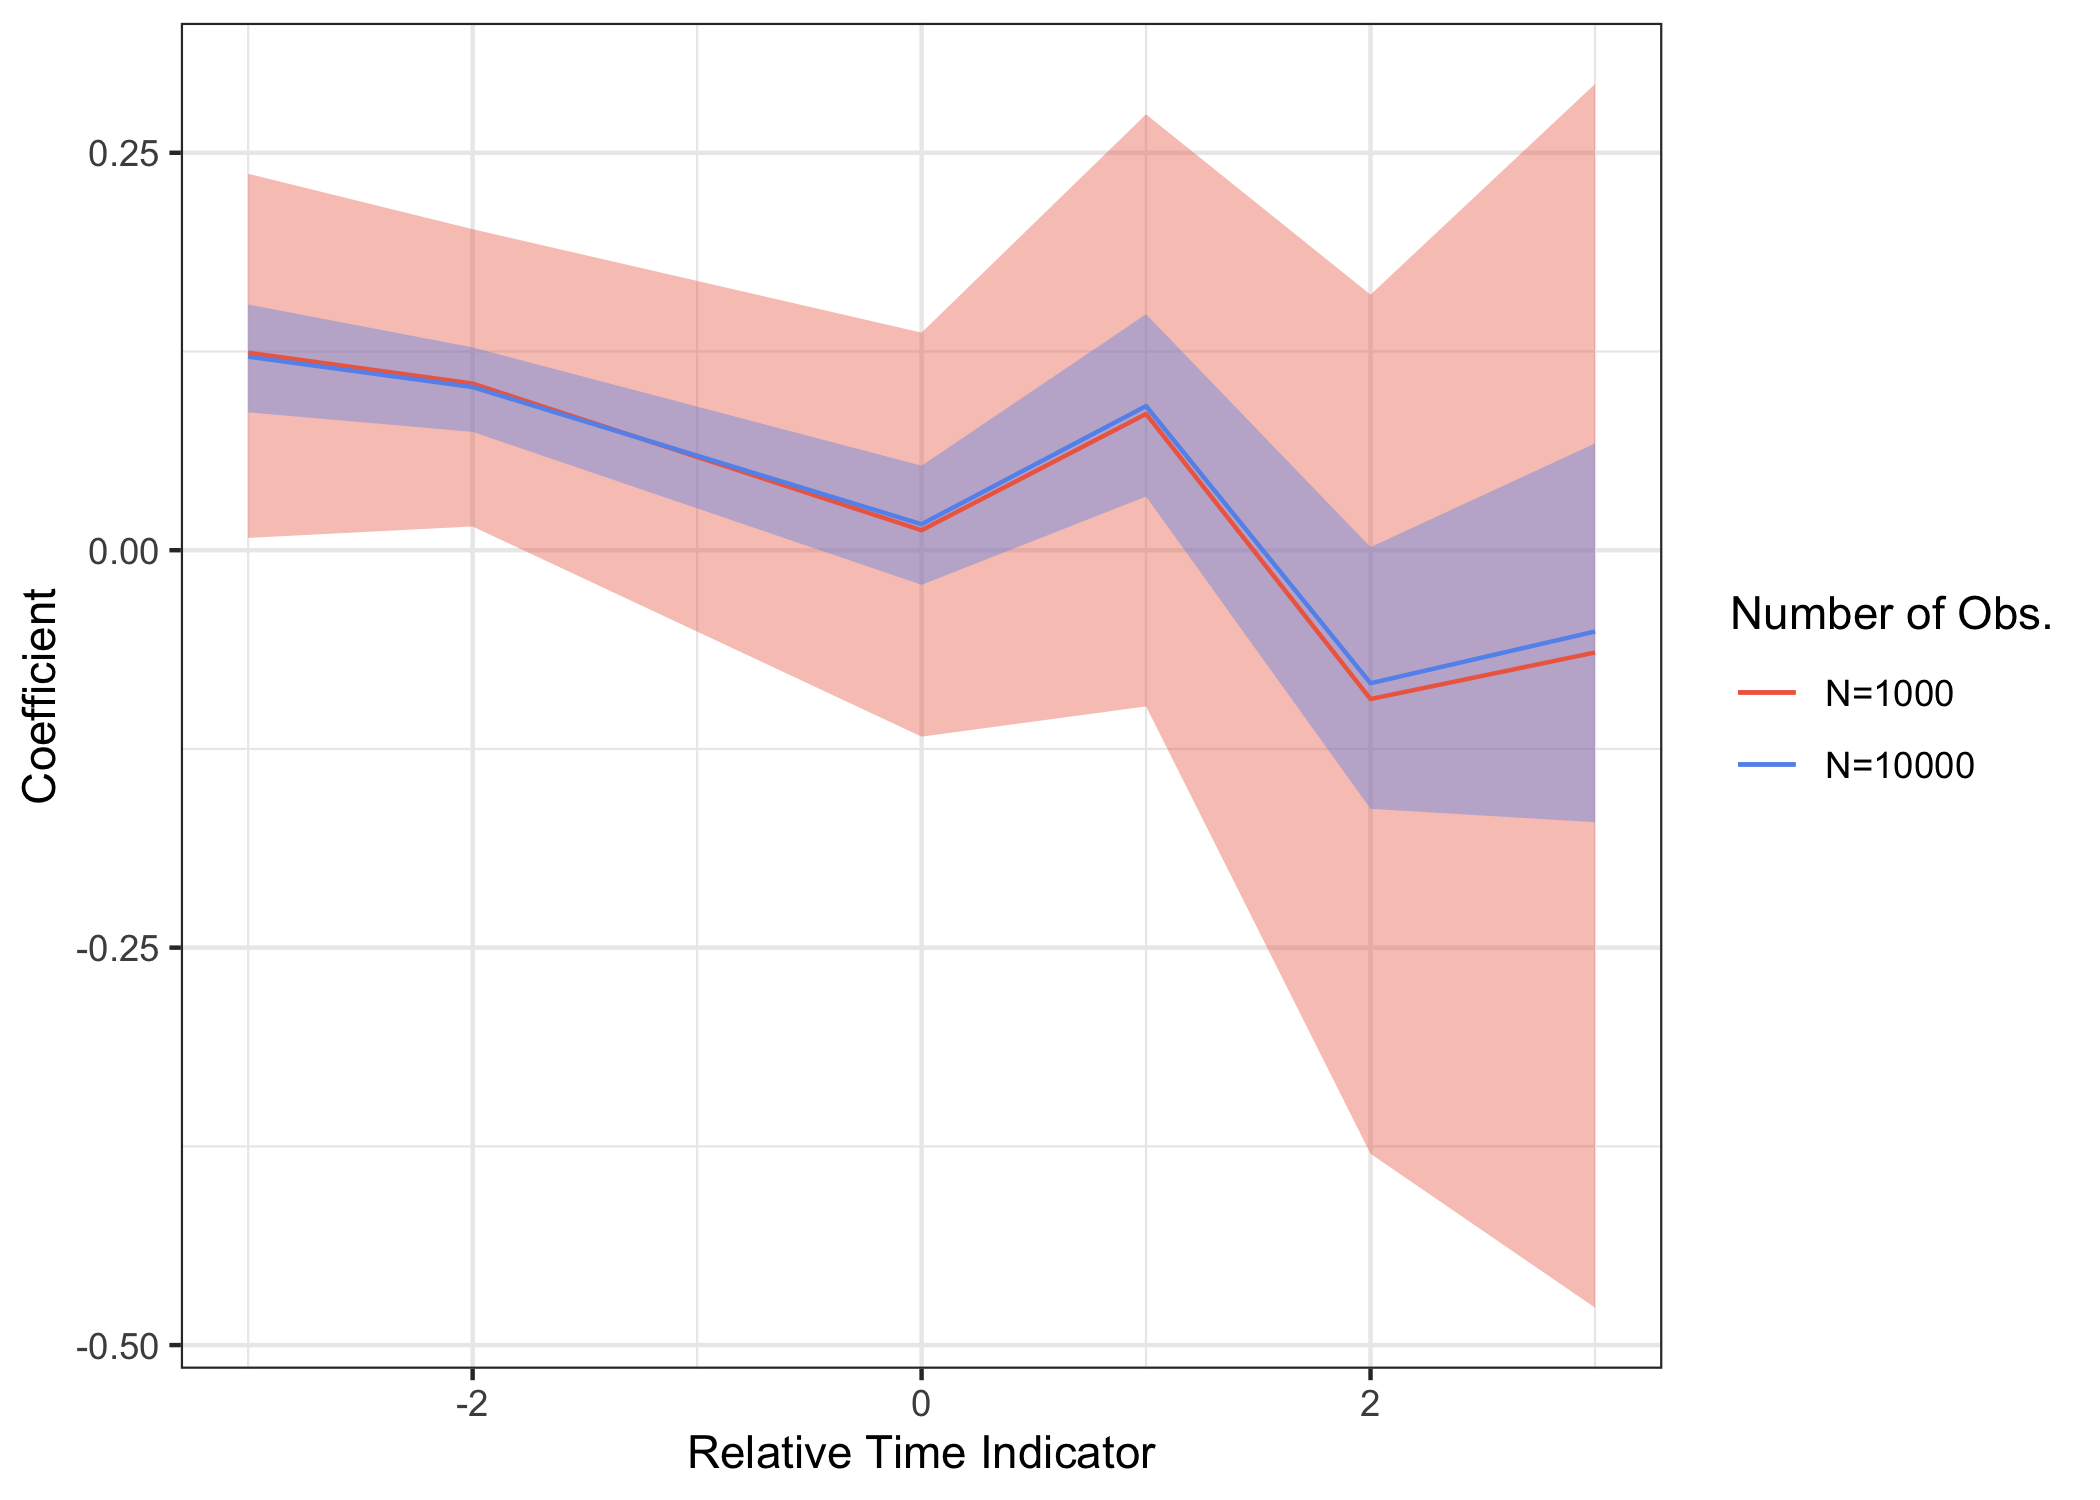 0.25
0.00
-0.25
-0.50
Coefficient
-2
0
2
Relative Time Indicator
Number of Obs.
N=1000
N=10000